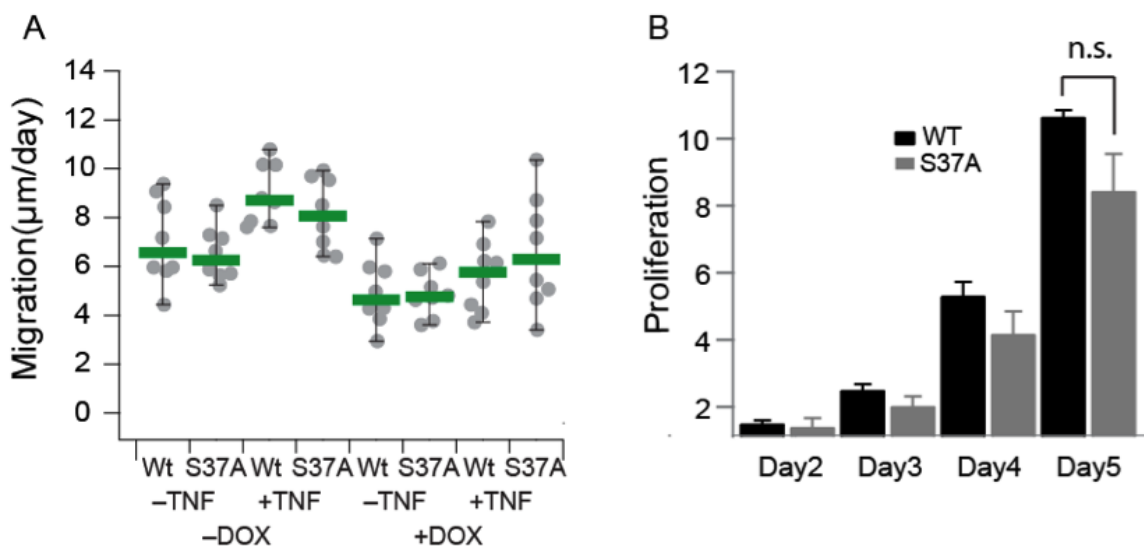 A
Migration(μm/day)
14
12
10
8
6
4
2
0
Wt S37A Wt S37A Wt S37A Wt S37A
–TNF +TNF –TNF +TNF
–DOX +DOX
B
n.s.
Proliferation
12
10
8
6
4
2
WT
S37A
Day2 Day3 Day4 Day5